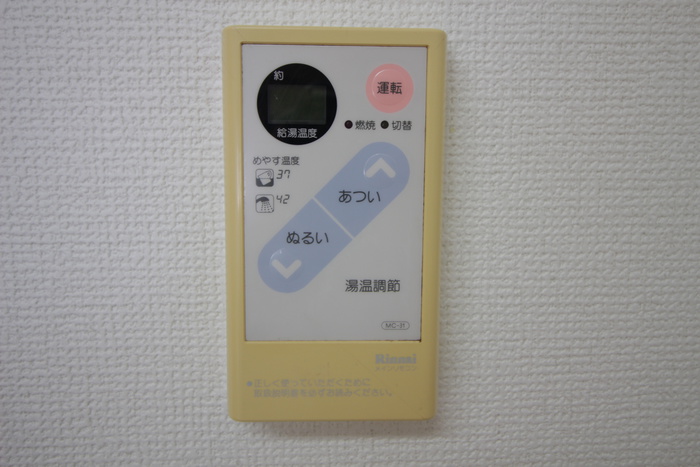 約
給湯温度
運転
燃焼 切替
めやす温度
37
42
あつい
ぬるい
湯温調節
MC-31
Rinnai